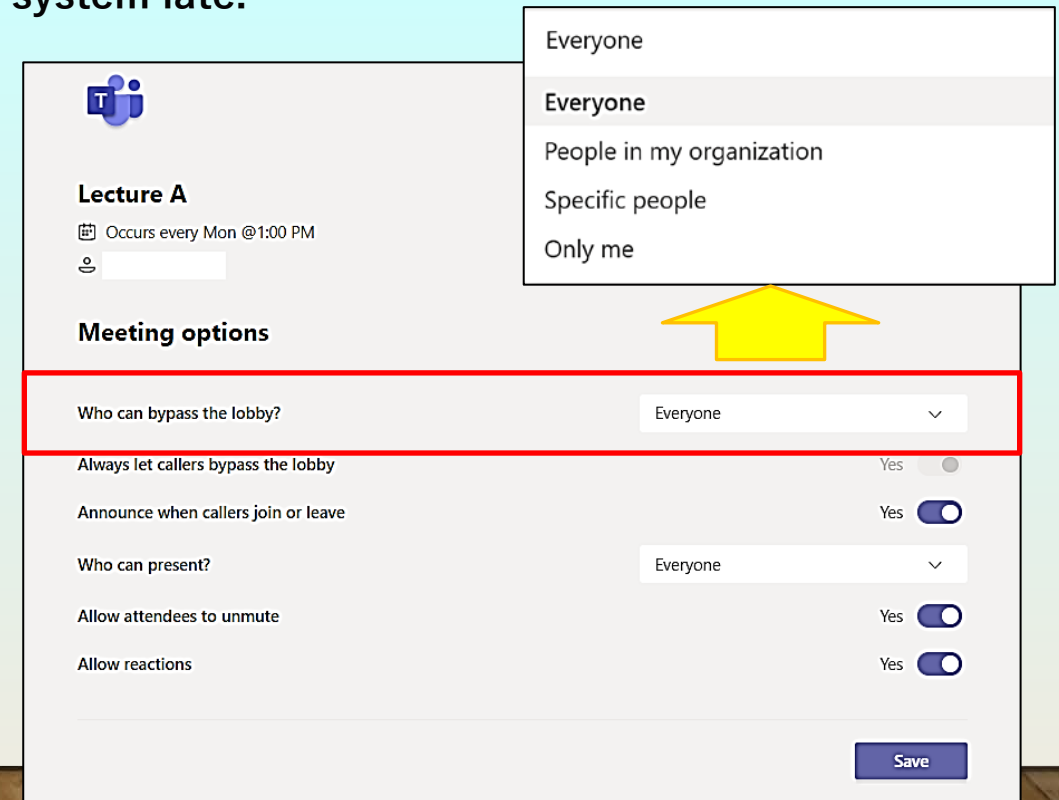 system late.
Everyone
Everyone
People in my organization
Specific people
Only me
T
Lecture A
Occurs every Mon @1:00 PM
Meeting options
Who can bypass the lobby? Everyone
Always let callers bypass the lobby Yes
Announce when callers join or leave Yes
Who can present? Everyone
Allow attendees to unmute Yes
Allow reactions Yes
Save